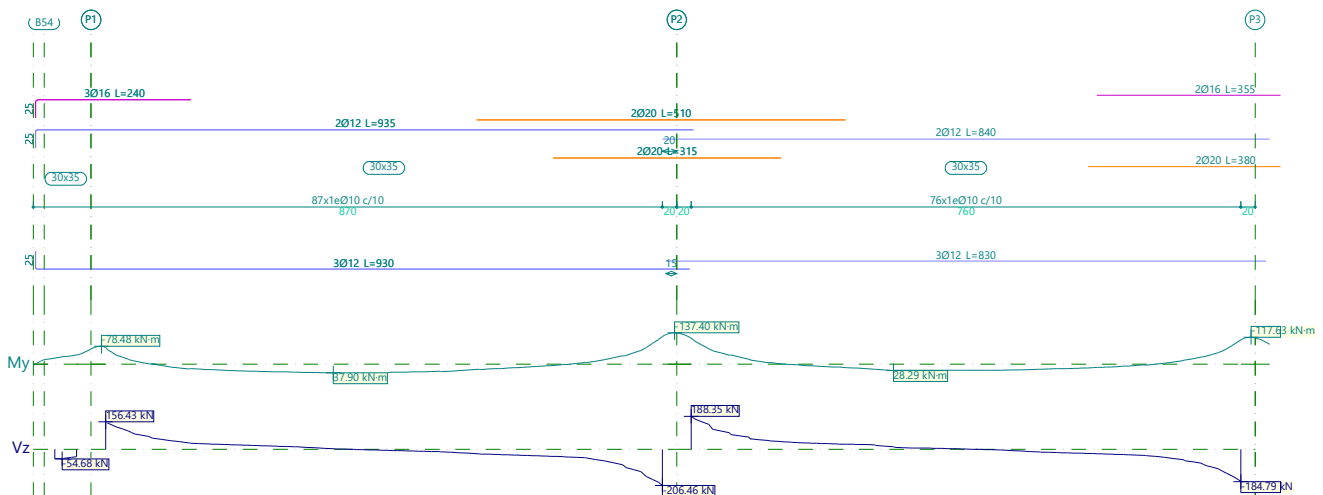 B54 P1 P2 P3
3Ø16 L=240
2Ø16 L=355
25
2Ø20 L=510
2Ø12 L=935
25
2Ø12 L=840
20
2Ø20 L=315
2Ø20 L=380
30x35
30x35
30x35
87x1eØ10 c/10
76x1eØ10 c/10
870
20
20
760
20
25
3Ø12 L=930
15
3Ø12 L=830
-78.48 kN·m
-137.40 kN·m
-117.63 kN·m
My
37.90 kN·m
28.29 kN·m
156.43 kN
188.35 kN
Vz
-54.68 kN
-206.46 kN
-184.79 kN